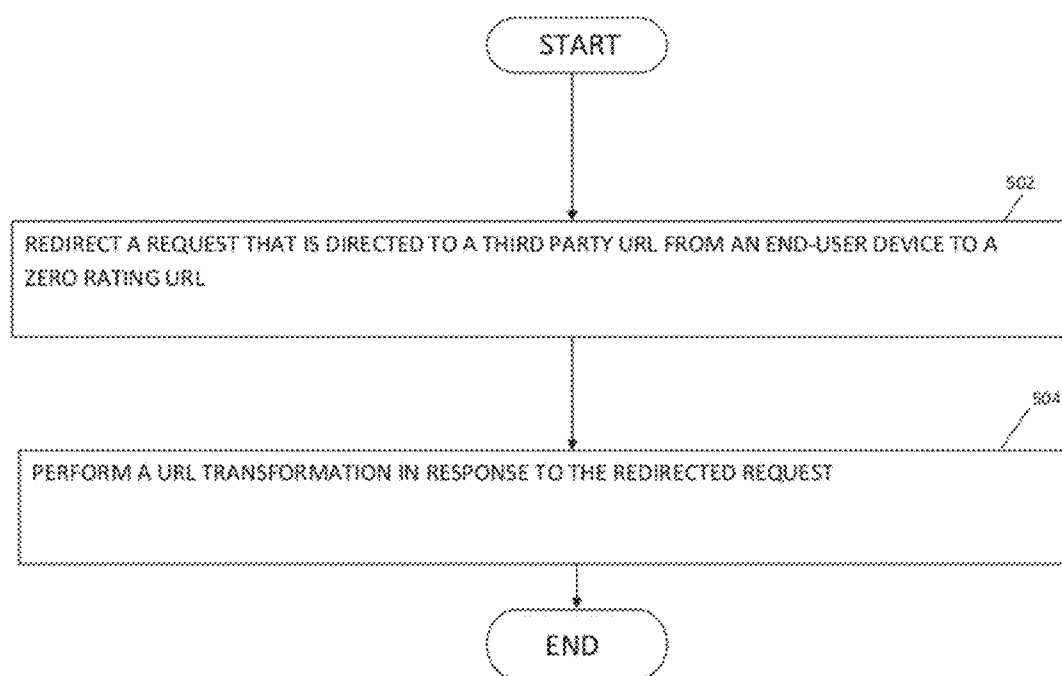 START
502
REDIRECT A REQUEST THAT IS DIRECTED TO A THIRD PARTY URL FROM AN END-USER DEVICE TO A
ZERO RATING URL
504
PERFORM A URL TRANSFORMATION IN RESPONSE TO THE REDIRECTED REQUEST
END